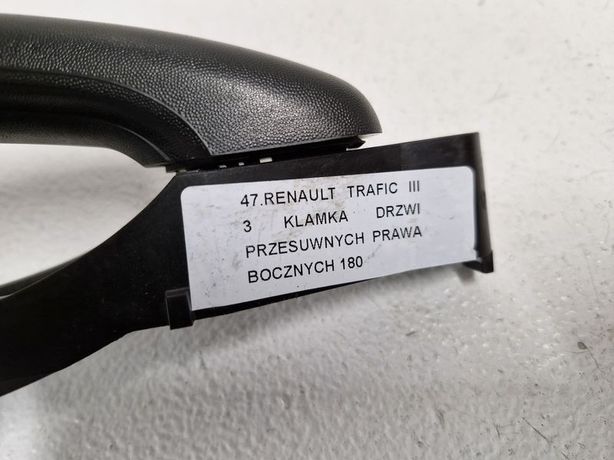 47.RENAULT TRAFIC III
3 KLAMKA DRZWI
PRZESUWNYCH PRAWA
BOCZNYCH 180